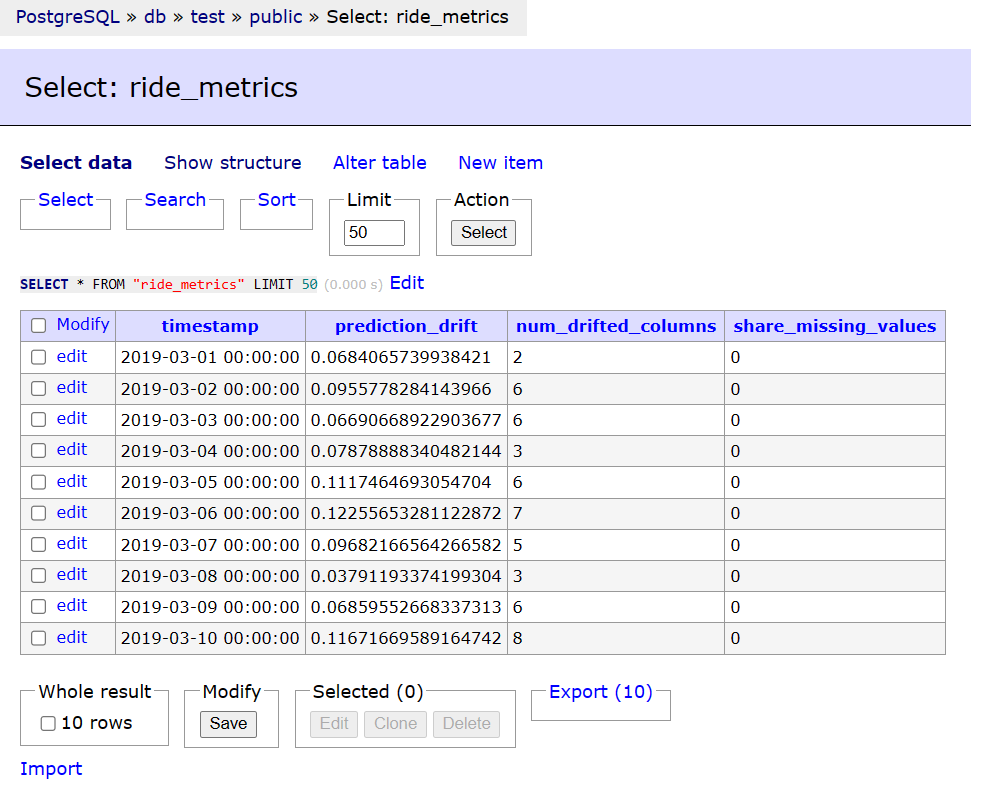 PostgreSQL » db » test » public » Select: ride_metrics
Select: ride_metrics
Select data Show structure Alter table New item
Select Search Sort Limit Action
50 Select
SELECT * FROM "ride_metrics" LIMIT 50 (0.000 s) Edit
Modify timestamp prediction_drift num_drifted_columns share_missing_values
edit 2019-03-01 00:00:00 0.0684065739938421 2 0
edit 2019-03-02 00:00:00 0.0955778284143966 6 0
edit 2019-03-03 00:00:00 0.06690668922903677 6 0
edit 2019-03-04 00:00:00 0.07878888340482144 3 0
edit 2019-03-05 00:00:00 0.1117464693054704 6 0
edit 2019-03-06 00:00:00 0.12255653281122872 7 0
edit 2019-03-07 00:00:00 0.09682166564266582 5 0
edit 2019-03-08 00:00:00 0.03791193374199304 3 0
edit 2019-03-09 00:00:00 0.06859552668337313 6 0
edit 2019-03-10 00:00:00 0.11671669589164742 8 0
Whole result Modify Selected (0) Export (10)
10 rows Save Edit Clone Delete
Import